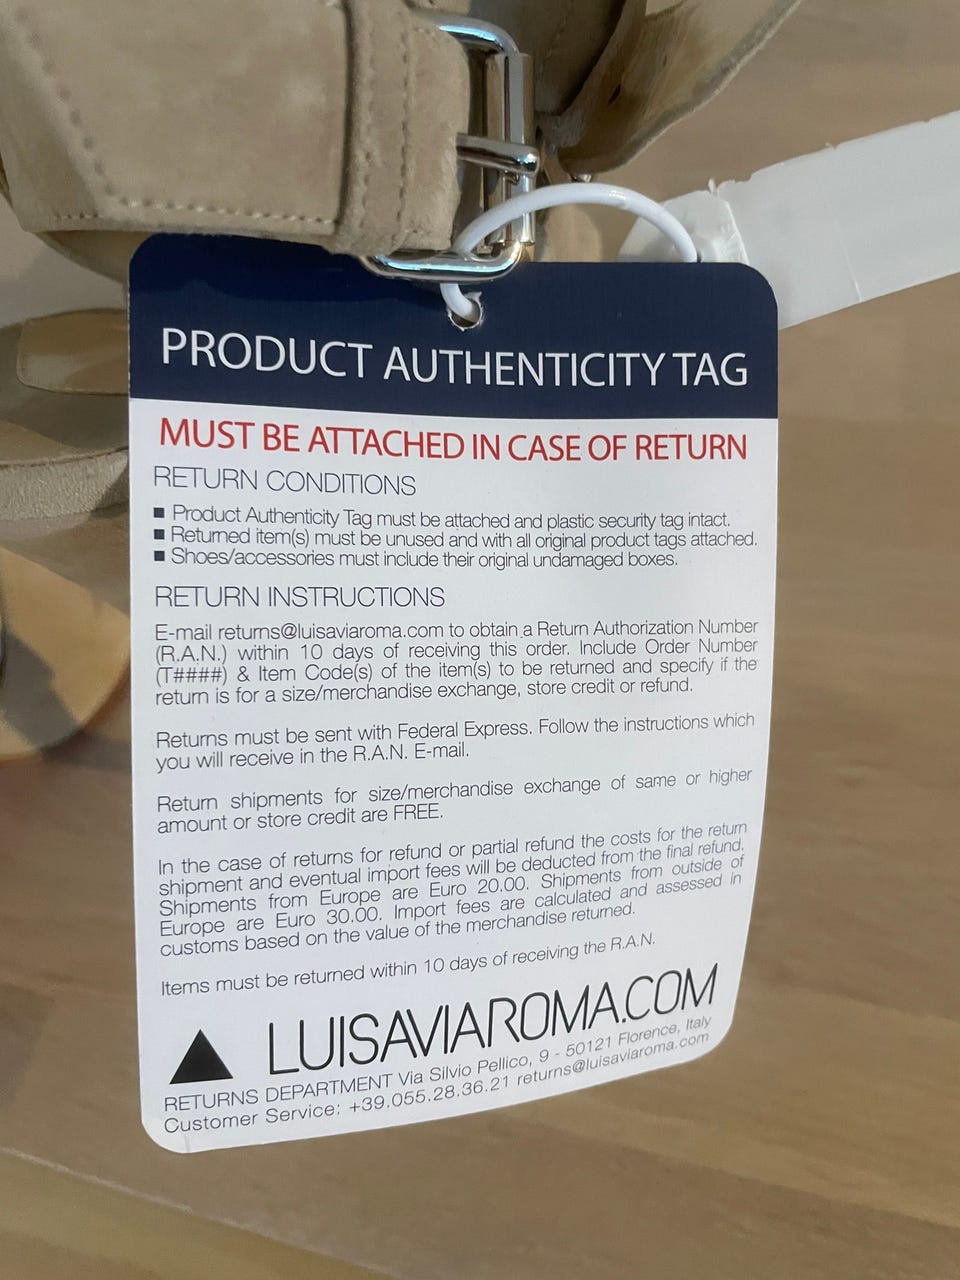 PRODUCT AUTHENTICITY TAG
MUST BE ATTACHED IN CASE OF RETURN
RETURN CONDITIONS
■ Product Authenticity Tag must be attached and plastic security tag intact.
■ Returned item(s) must be unused and with all original product tags attached.
■ Shoes/accessories must include their original undamaged boxes.
RETURN INSTRUCTIONS
E-mail returns@luisaviaroma.com to obtain a Return Authorization Number
(R.A.N.) within 10 days of receiving this order. Include Order Number
(T####) & Item Code(s) of the item(s) to be returned and specify if the
return is for a size/merchandise exchange, store credit or refund.
Returns must be sent with Federal Express. Follow the instructions which
you will receive in the R.A.N. E-mail.
Return shipments for size/merchandise exchange of same or higher
amount or store credit are FREE.
In the case of returns for refund or partial refund the costs for the return
shipment and eventual import fees will be deducted from the final refund.
Shipments from Europe are Euro 20.00. Shipments from outside of
Europe are Euro 30.00. Import fees are calculated and assessed in
customs based on the value of the merchandise returned.
Items must be returned within 10 days of receiving the R.A.N.
LUISAVIAROMA.COM
RETURNS DEPARTMENT Via Silvio Pellico, 9 - 50121 Florence, Italy
Customer Service: +39.055.28.36.21 returns@luisaviaroma.com